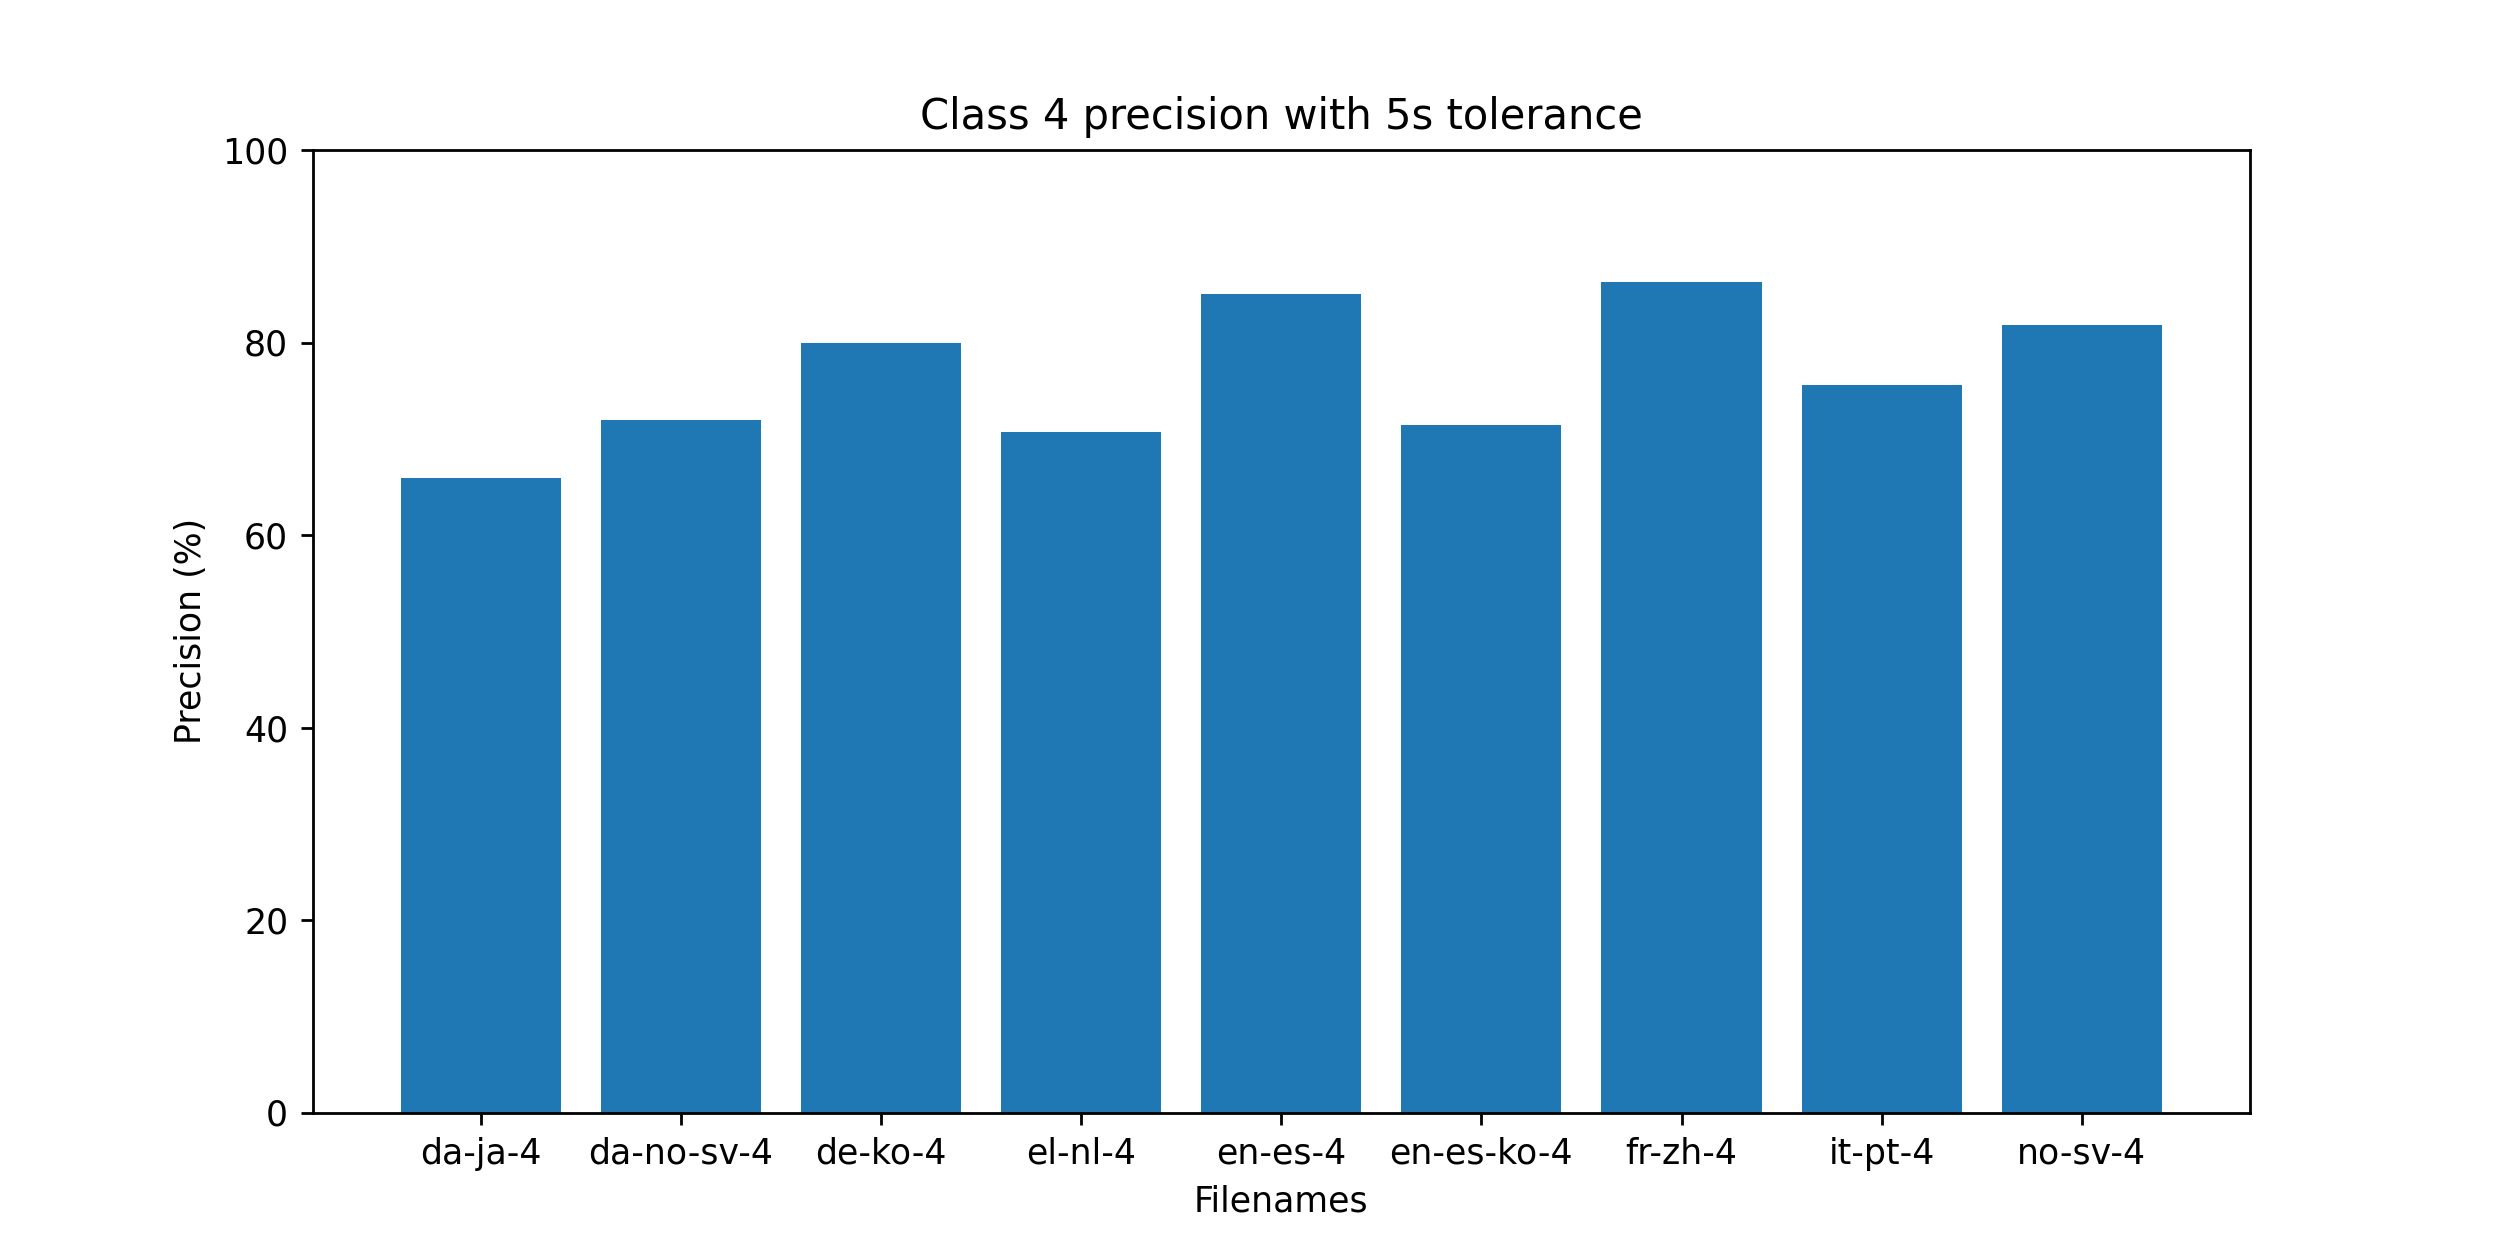 Class 4 precision with 5s tolerance
100
80
60
40
20
0
Precision (%)
da-ja-4 da-no-sv-4 de-ko-4 el-nl-4 en-es-4 en-es-ko-4 fr-zh-4 it-pt-4 no-sv-4
Filenames